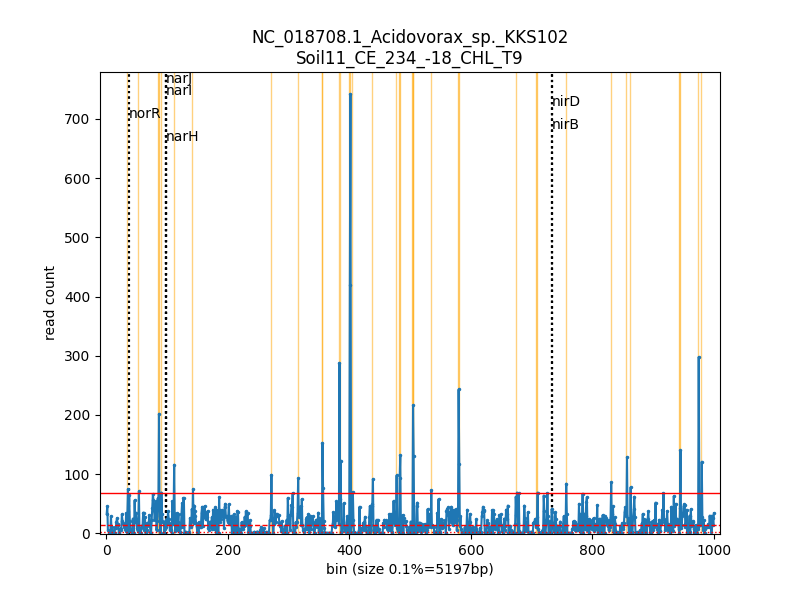 NC_018708.1_Acidovorax_sp._KKS102
Soil11_CE_234_-18_CHL_T9
narJ
narI
nirD
norR
nirB
narH
700
600
500
400
300
200
100
0
read count
0 200 400 600 800 1000
bin (size 0.1%=5197bp)